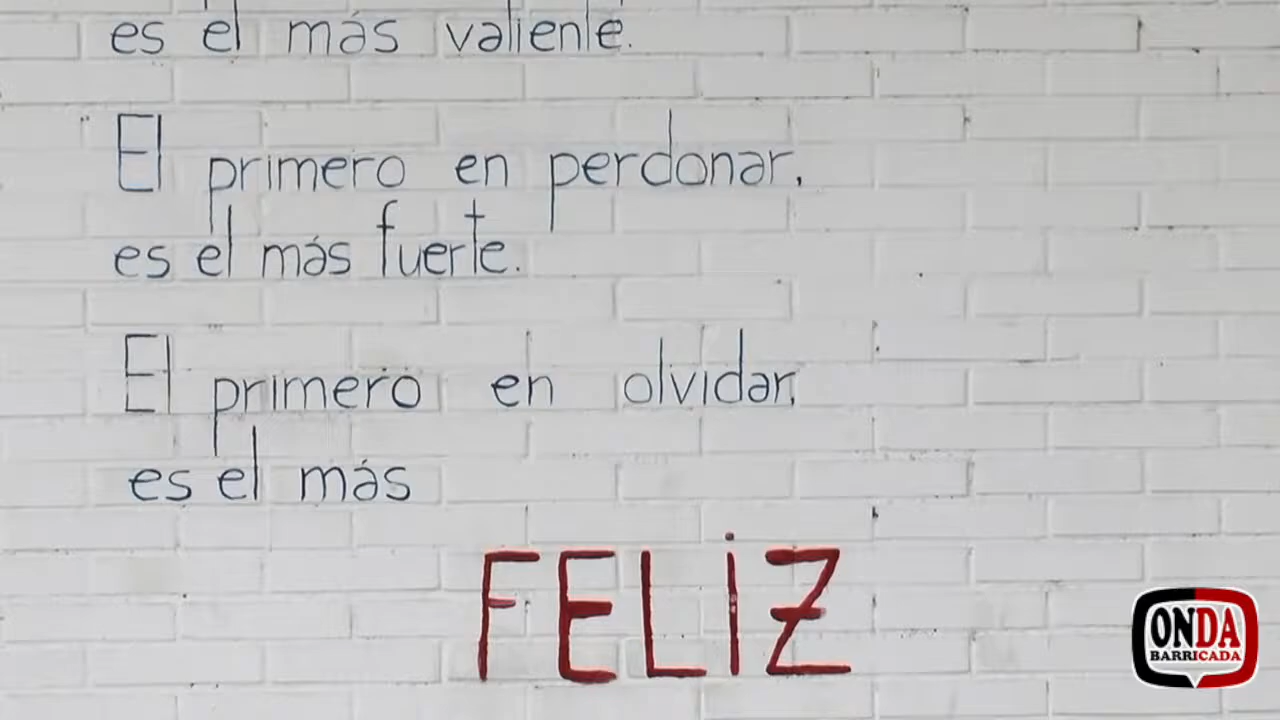 es el más valiente.
El primero en perdonar,
es el más fuerte.
El primero en olvidar,
es el más
FELiZ
ONDA
BARRICADA